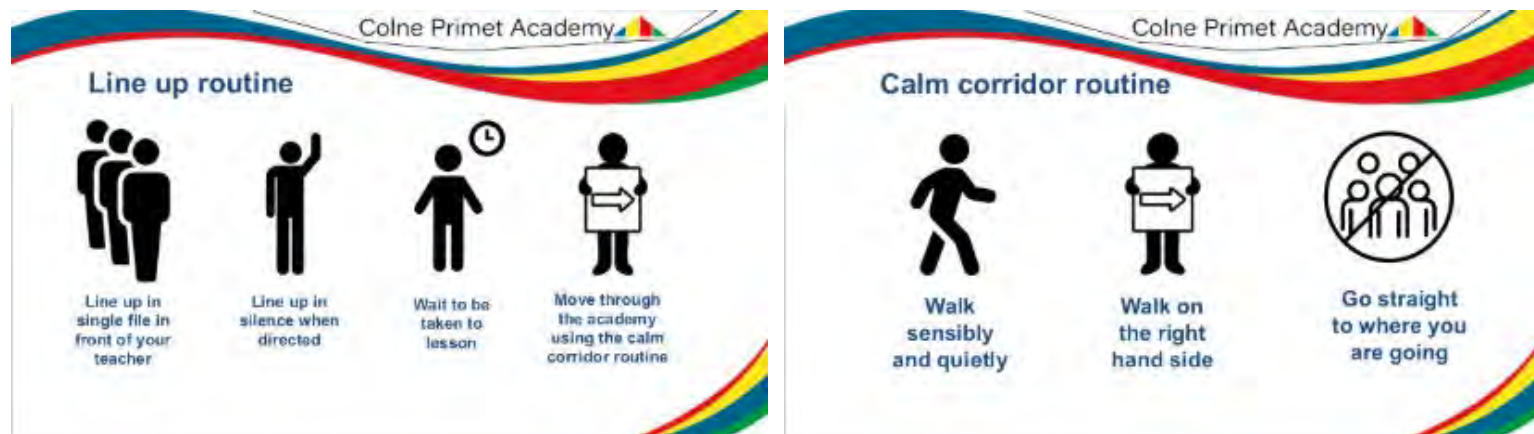 Colne Primet Academy
Line up routine
Line up in
single file in
front of your
teacher
Line up in
silence when
directed
Wait to be
taken to
lesson
Move through
the academy
using the calm
corridor routine
Colne Primet Academy
Calm corridor routine
Walk
sensibly
and quietly
Walk on
the right
hand side
Go straight
to where you
are going